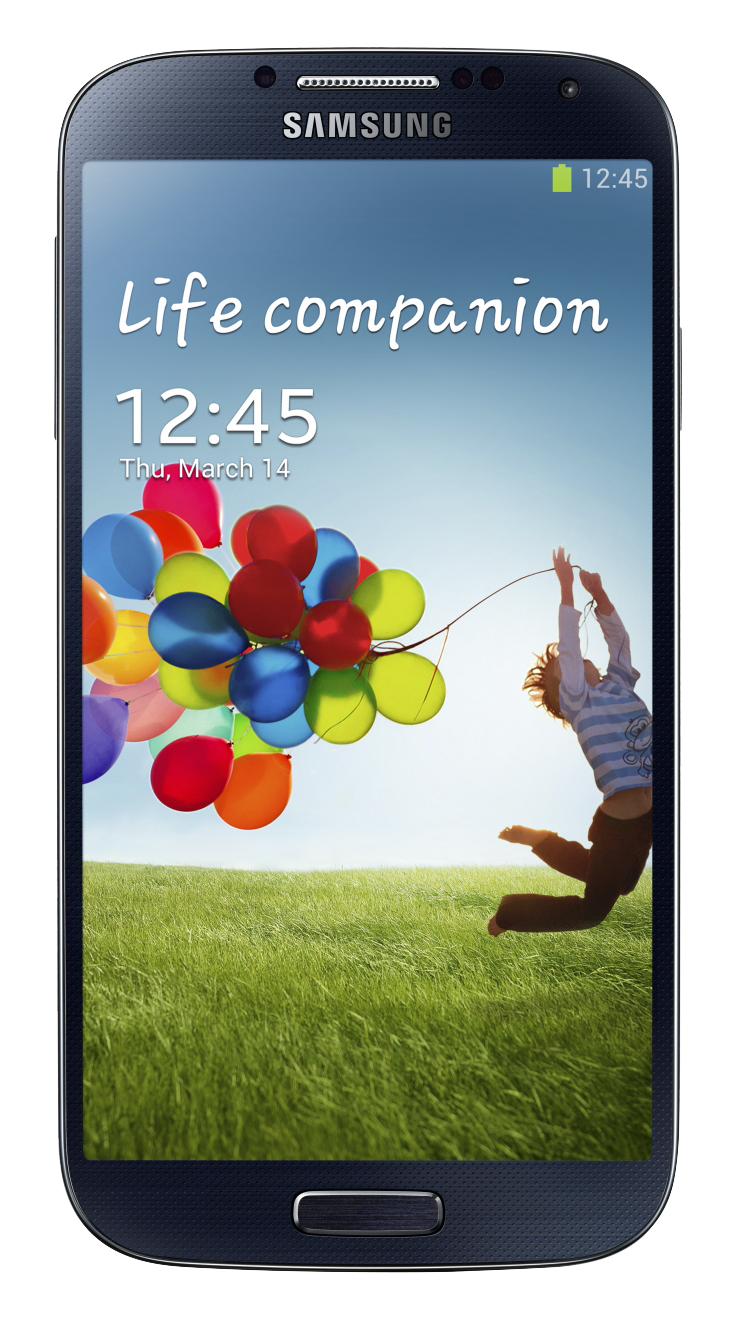 SAMSUNG
12:45
Life companion
12:45
Thu, March 14